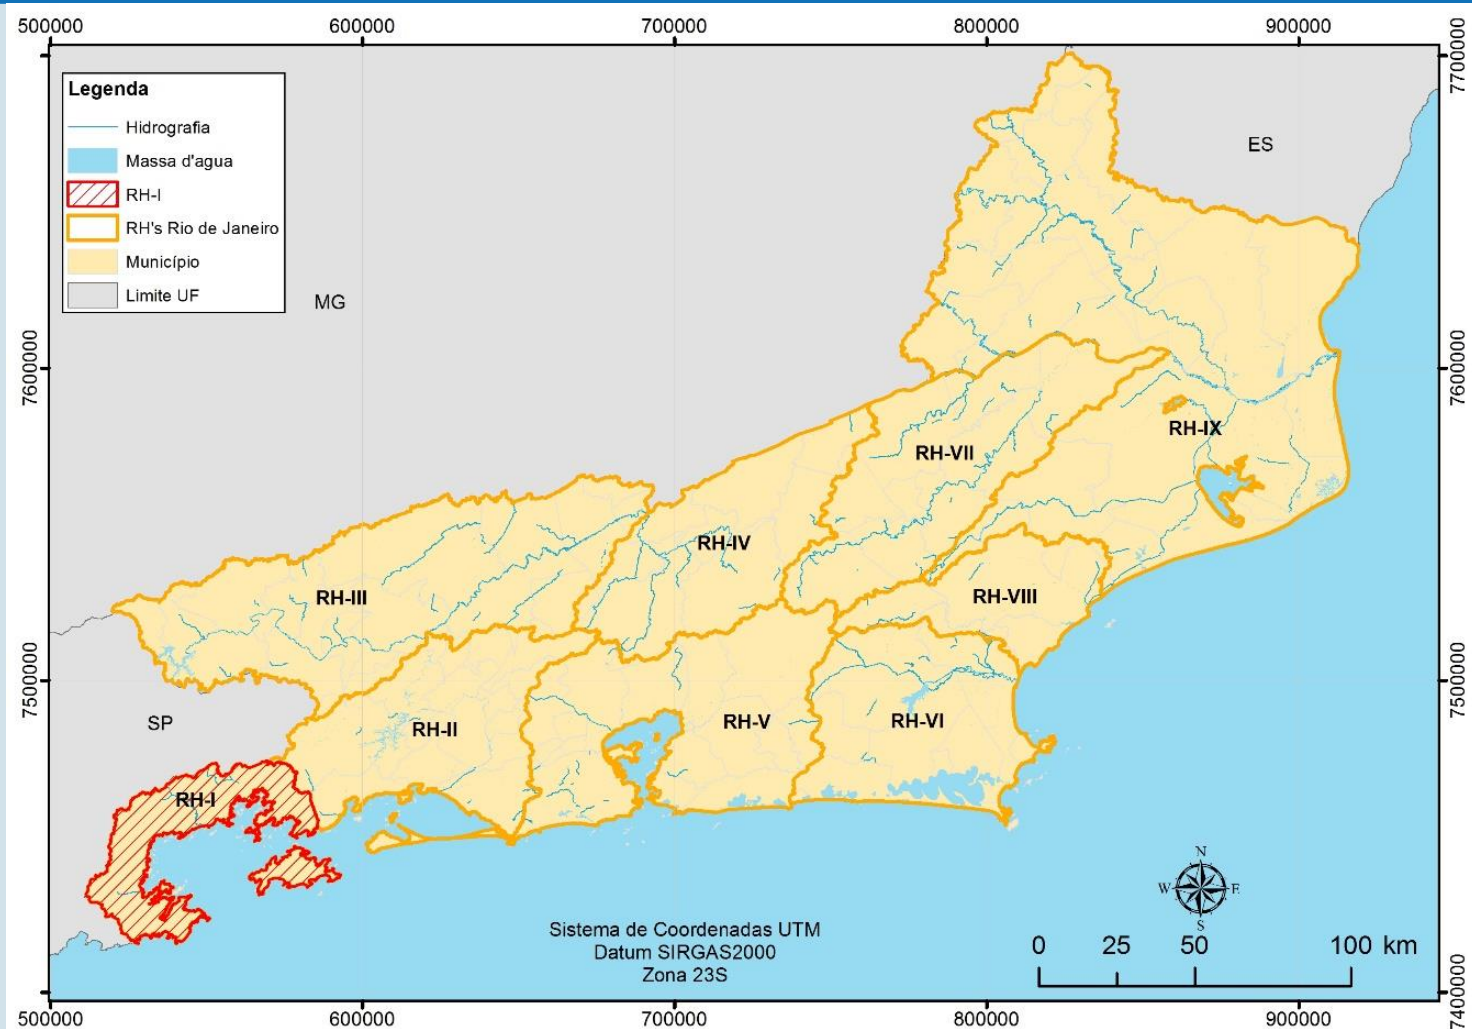 500000 600000 700000 800000 900000
7700000
Legenda
Hidrografia
Massa d'agua
RH-I
RH's Rio de Janeiro
Município
Limite UF
ES
MG
7600000 7600000
RH-IX
RH-VII
RH-IV
RH-III
RH-VIII
7500000 7500000
SP
RH-II
RH-V
RH-VI
RH-I
N
W E
S
Sistema de Coordenadas UTM
Datum SIRGAS2000
Zona 23S
0 25 50 100 km
7400000
500000 600000 700000 800000 900000